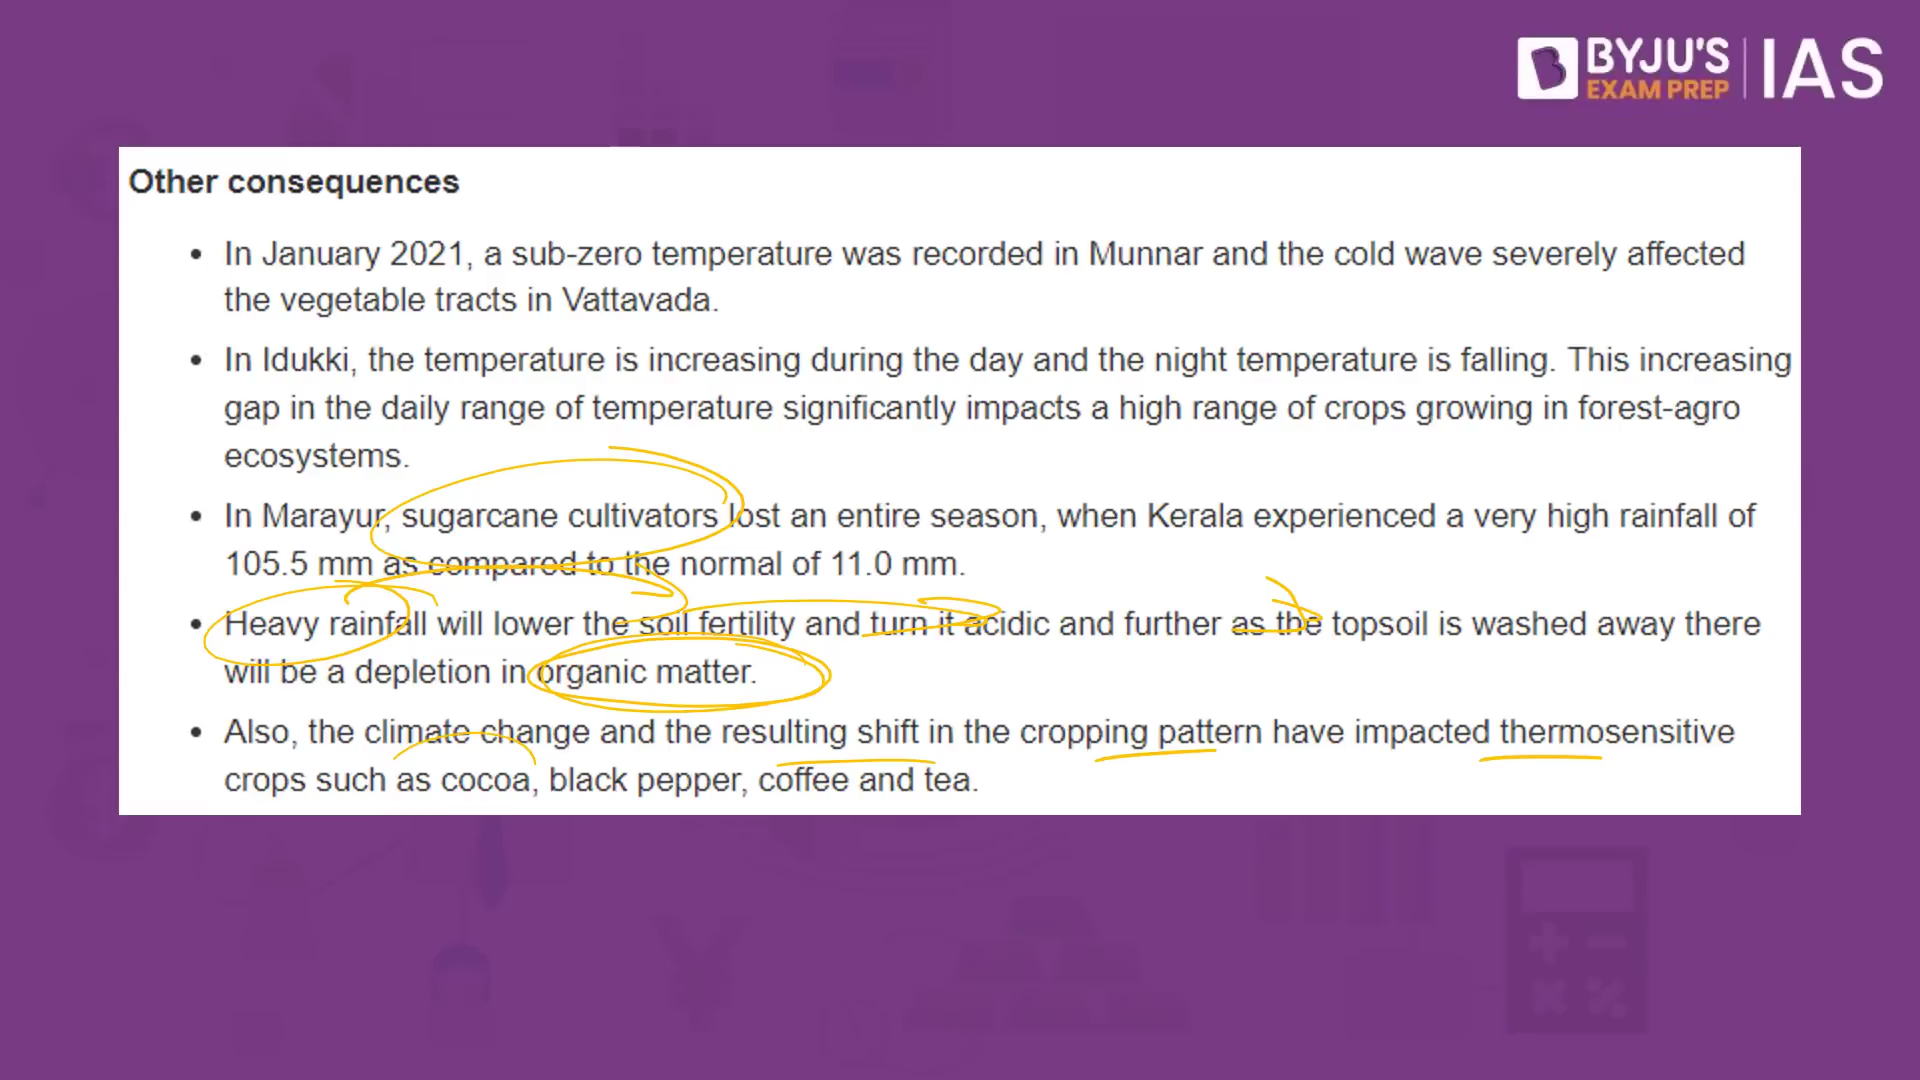 BYJU'S
EXAM PREP
IAS
Other consequences
• In January 2021, a sub-zero temperature was recorded in Munnar and the cold wave severely affected
the vegetable tracts in Vattavada.
• In Idukki, the temperature is increasing during the day and the night temperature is falling. This increasing
gap in the daily range of temperature significantly impacts a high range of crops growing in forest-agro
ecosystems.
• In Marayur, sugarcane cultivators lost an entire season, when Kerala experienced a very high rainfall of
105.5 mm as compared to the normal of 11.0 mm.
• Heavy rainfall will lower the soil fertility and turn it acidic and further as the topsoil is washed away there
will be a depletion in organic matter.
• Also, the climate change and the resulting shift in the cropping pattern have impacted thermosensitive
crops such as cocoa, black pepper, coffee and tea.